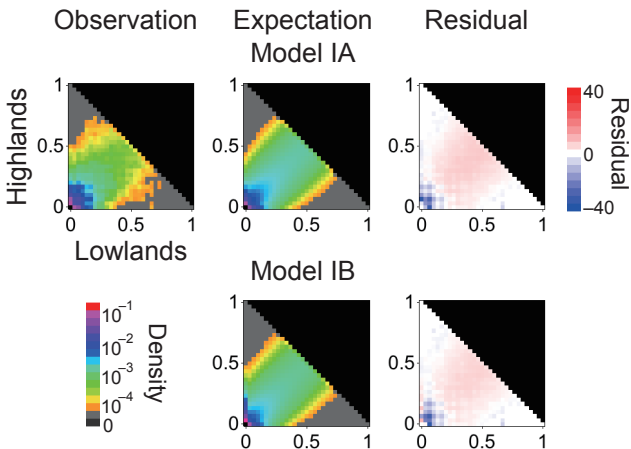 Observation Expectation Residual
Model IA
1 1 1
0.5 0.5 0.5
0 0 0
0 0.5 1 0 0.5 1 0 0.5 1
Highlands
Lowlands
40
0
–40
Residual
Model IB
1 1
0.5 0.5
0 0
0 0.5 1 0 0.5 1
10⁻¹
10⁻²
10⁻³
10⁻⁴
0
Density